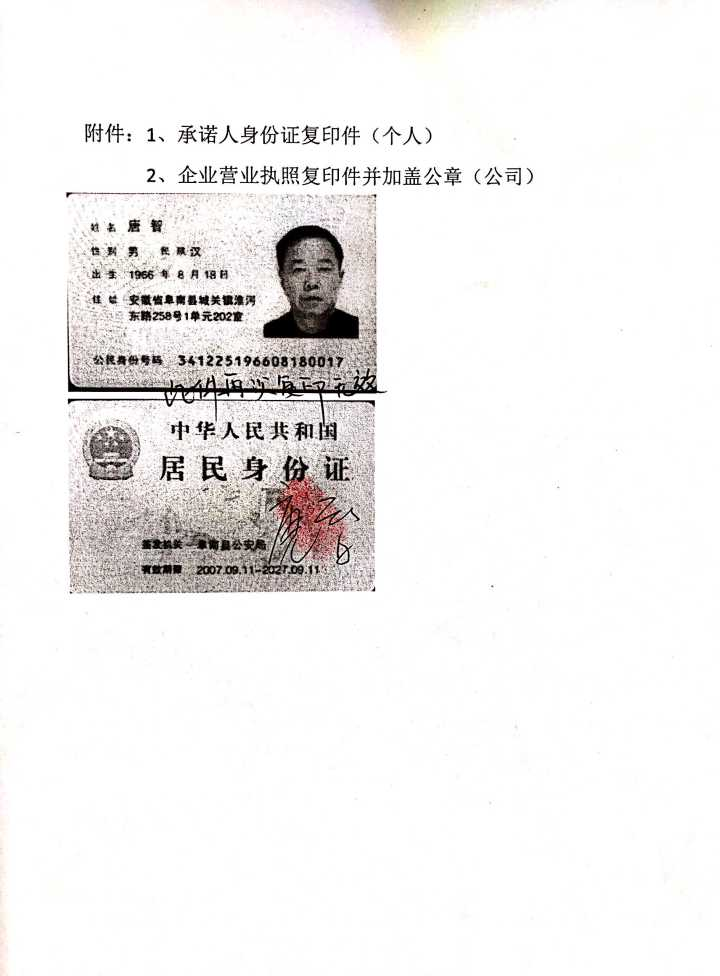 附件：1、承诺人身份证复印件（个人）
2、企业营业执照复印件并加盖公章（公司）
姓名 唐智
性别 男 民族 汉
出生 1966 年 8 月 18 日
住址 安徽省阜南县城关镇淮河
东路258号1单元202室
公民身份号码 341225196608180017
此件再次复印无效
中华人民共和国
居民身份证
签发机关 阜南县公安局
有效期限 2007.09.11-2027.09.11
唐智